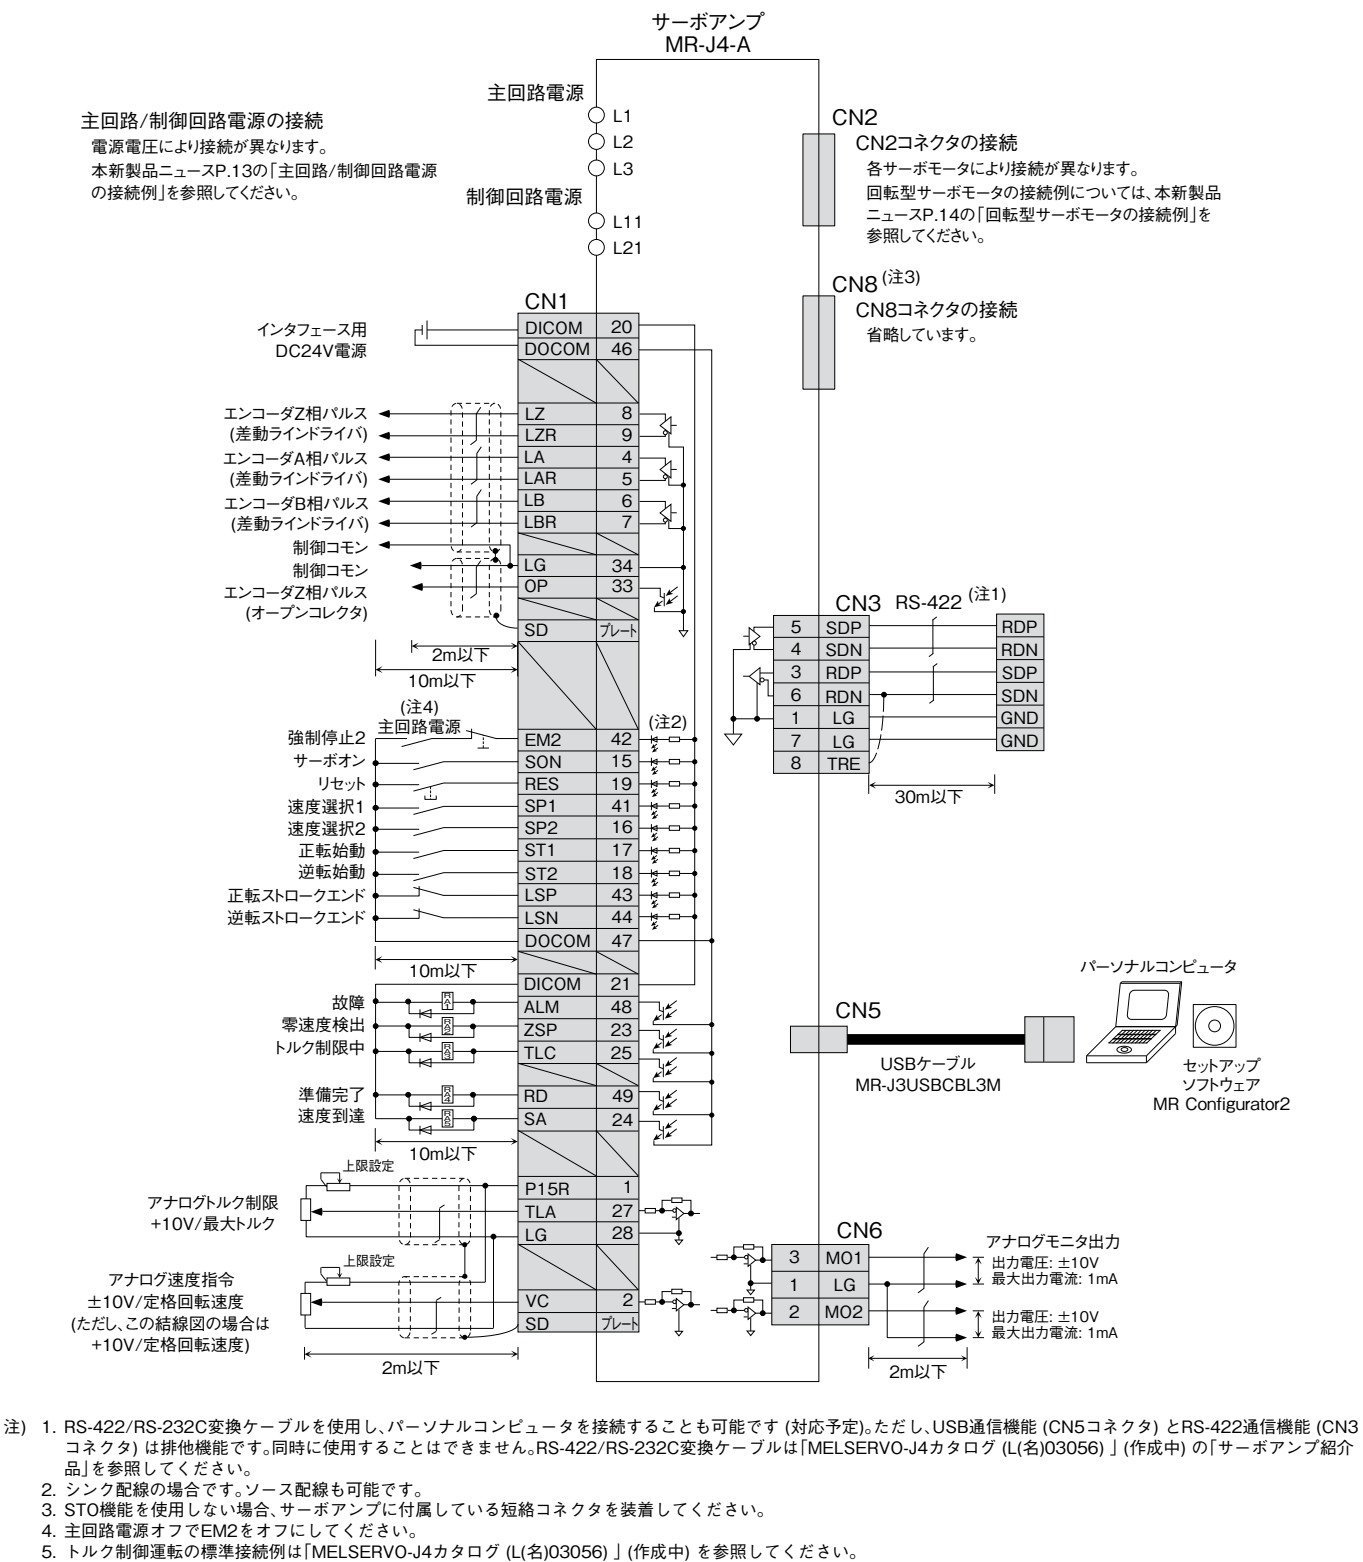 サーボアンプ
MR-J4-A
主回路電源
L1
L2
L3
制御回路電源
L11
L21
主回路/制御回路電源の接続
電源電圧により接続が異なります。
本新製品ニュースP.13の「主回路/制御回路電源
の接続例」を参照してください。
CN2
CN2コネクタの接続
各サーボモータにより接続が異なります。
回転型サーボモータの接続例については、本新製品
ニュースP.14の「回転型サーボモータの接続例」を
参照してください。
CN8 (注3)
CN8コネクタの接続
省略しています。
CN1
インタフェース用
DC24V電源
DICOM 20
DOCOM 46
エンコーダZ相パルス
(差動ラインドライバ)
LZ 8
LZR 9
エンコーダA相パルス
(差動ラインドライバ)
LA 4
LAR 5
エンコーダB相パルス
(差動ラインドライバ)
LB 6
LBR 7
制御コモン
制御コモン
LG 34
エンコーダZ相パルス
(オープンコレクタ)
OP 33
SD プレート
2m以下
10m以下
(注4)
主回路電源
(注2)
強制停止2 EM2 42
サーボオン SON 15
リセット RES 19
速度選択1 SP1 41
速度選択2 SP2 16
正転始動 ST1 17
逆転始動 ST2 18
正転ストロークエンド LSP 43
逆転ストロークエンド LSN 44
DOCOM 47
10m以下
DICOM 21
故障 RA1 ALM 48
零速度検出 RA2 ZSP 23
トルク制限中 RA3 TLC 25
準備完了 RA4 RD 49
速度到達 RA5 SA 24
10m以下
上限設定
アナログトルク制限
+10V/最大トルク
P15R 1
TLA 27
LG 28
上限設定
アナログ速度指令
±10V/定格回転速度
(ただし、この結線図の場合は
+10V/定格回転速度)
VC 2
SD プレート
2m以下
CN3 RS-422 (注1)
5 SDP RDP
4 SDN RDN
3 RDP SDP
6 RDN SDN
1 LG GND
7 LG GND
8 TRE
30m以下
CN5
USBケーブル
MR-J3USBCBL3M
パーソナルコンピュータ
セットアップ
ソフトウェア
MR Configurator2
CN6
3 MO1
1 LG
2 MO2
アナログモニタ出力
出力電圧: ±10V
最大出力電流: 1mA
出力電圧: ±10V
最大出力電流: 1mA
2m以下
注) 1. RS-422/RS-232C変換ケーブルを使用し、パーソナルコンピュータを接続することも可能です (対応予定)。ただし、USB通信機能 (CN5コネクタ) とRS-422通信機能 (CN3
コネクタ) は排他機能です。同時に使用することはできません。RS-422/RS-232C変換ケーブルは「MELSERVO-J4カタログ (L(名)03056) 」 (作成中) の「サーボアンプ紹介
品」を参照してください。
2. シンク配線の場合です。ソース配線も可能です。
3. STO機能を使用しない場合、サーボアンプに付属している短絡コネクタを装着してください。
4. 主回路電源オフでEM2をオフにしてください。
5. トルク制御運転の標準接続例は「MELSERVO-J4カタログ (L(名)03056) 」 (作成中) を参照してください。